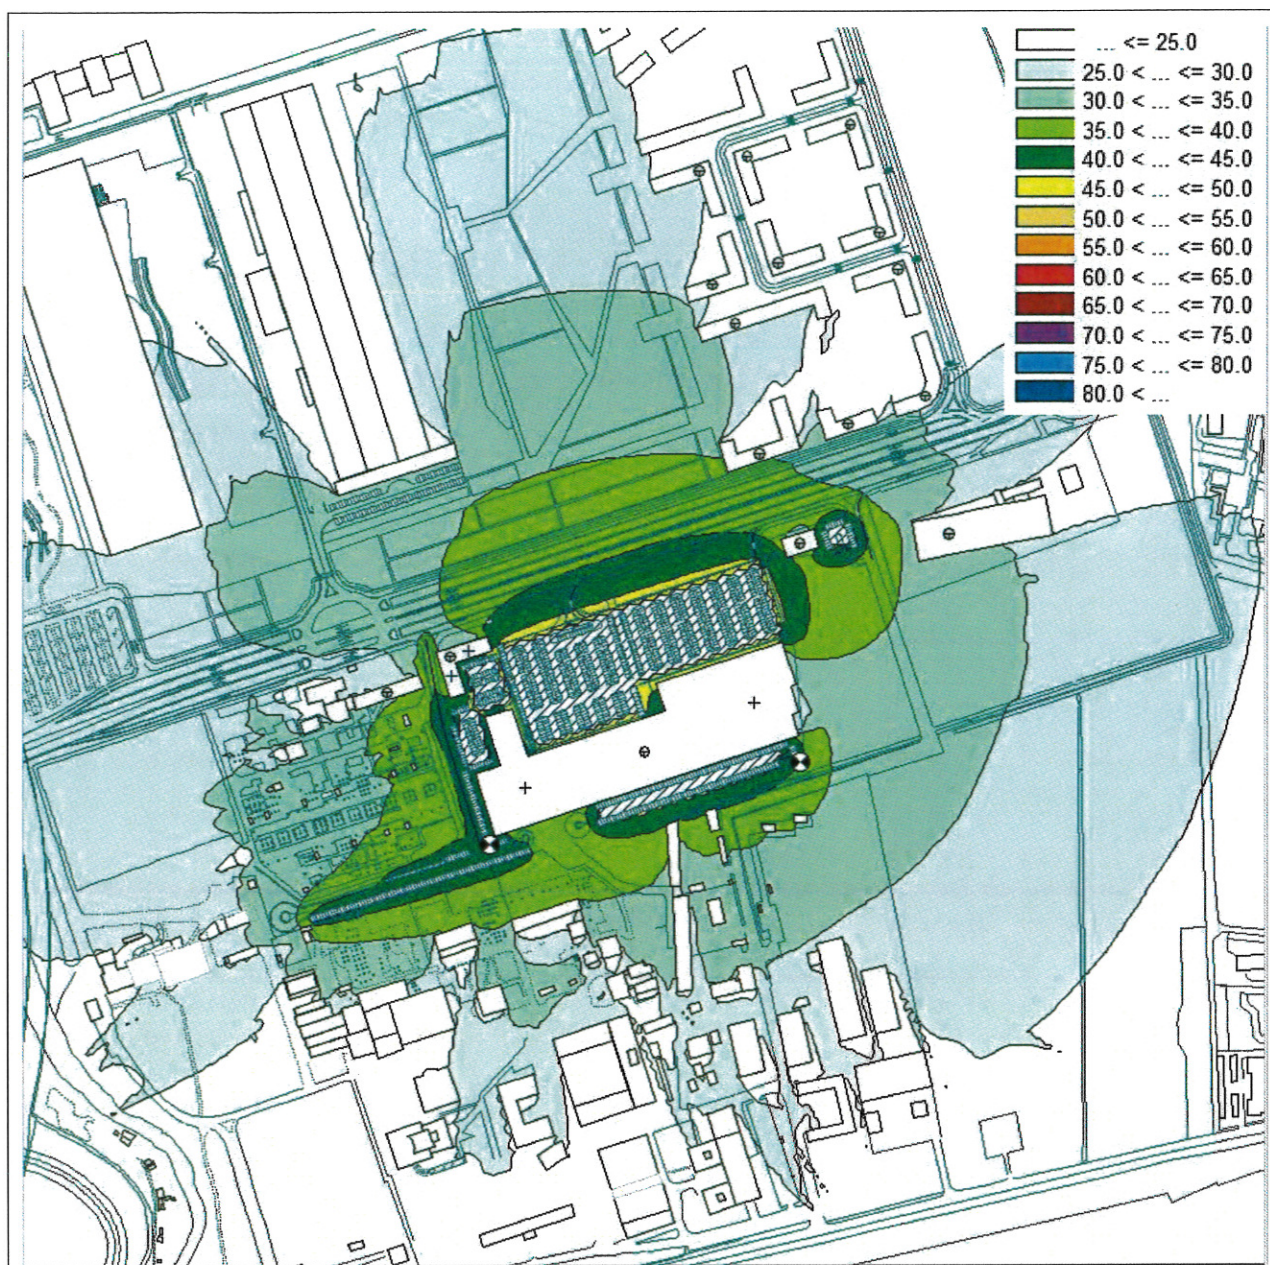 ... <= 25.0
25.0 < ... <= 30.0
30.0 < ... <= 35.0
35.0 < ... <= 40.0
40.0 < ... <= 45.0
45.0 < ... <= 50.0
50.0 < ... <= 55.0
55.0 < ... <= 60.0
60.0 < ... <= 65.0
65.0 < ... <= 70.0
70.0 < ... <= 75.0
75.0 < ... <= 80.0
80.0 < ...